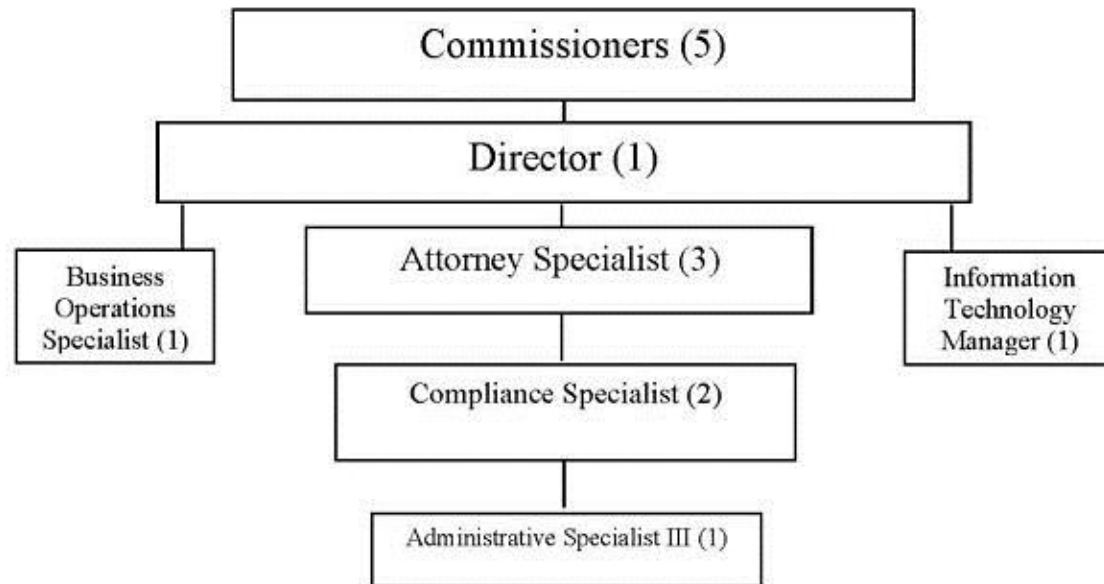 Commissioners (5)
Director (1)
Business
Operations
Specialist (1)
Attorney Specialist (3)
Information
Technology
Manager (1)
Compliance Specialist (2)
Administrative Specialist III (1)